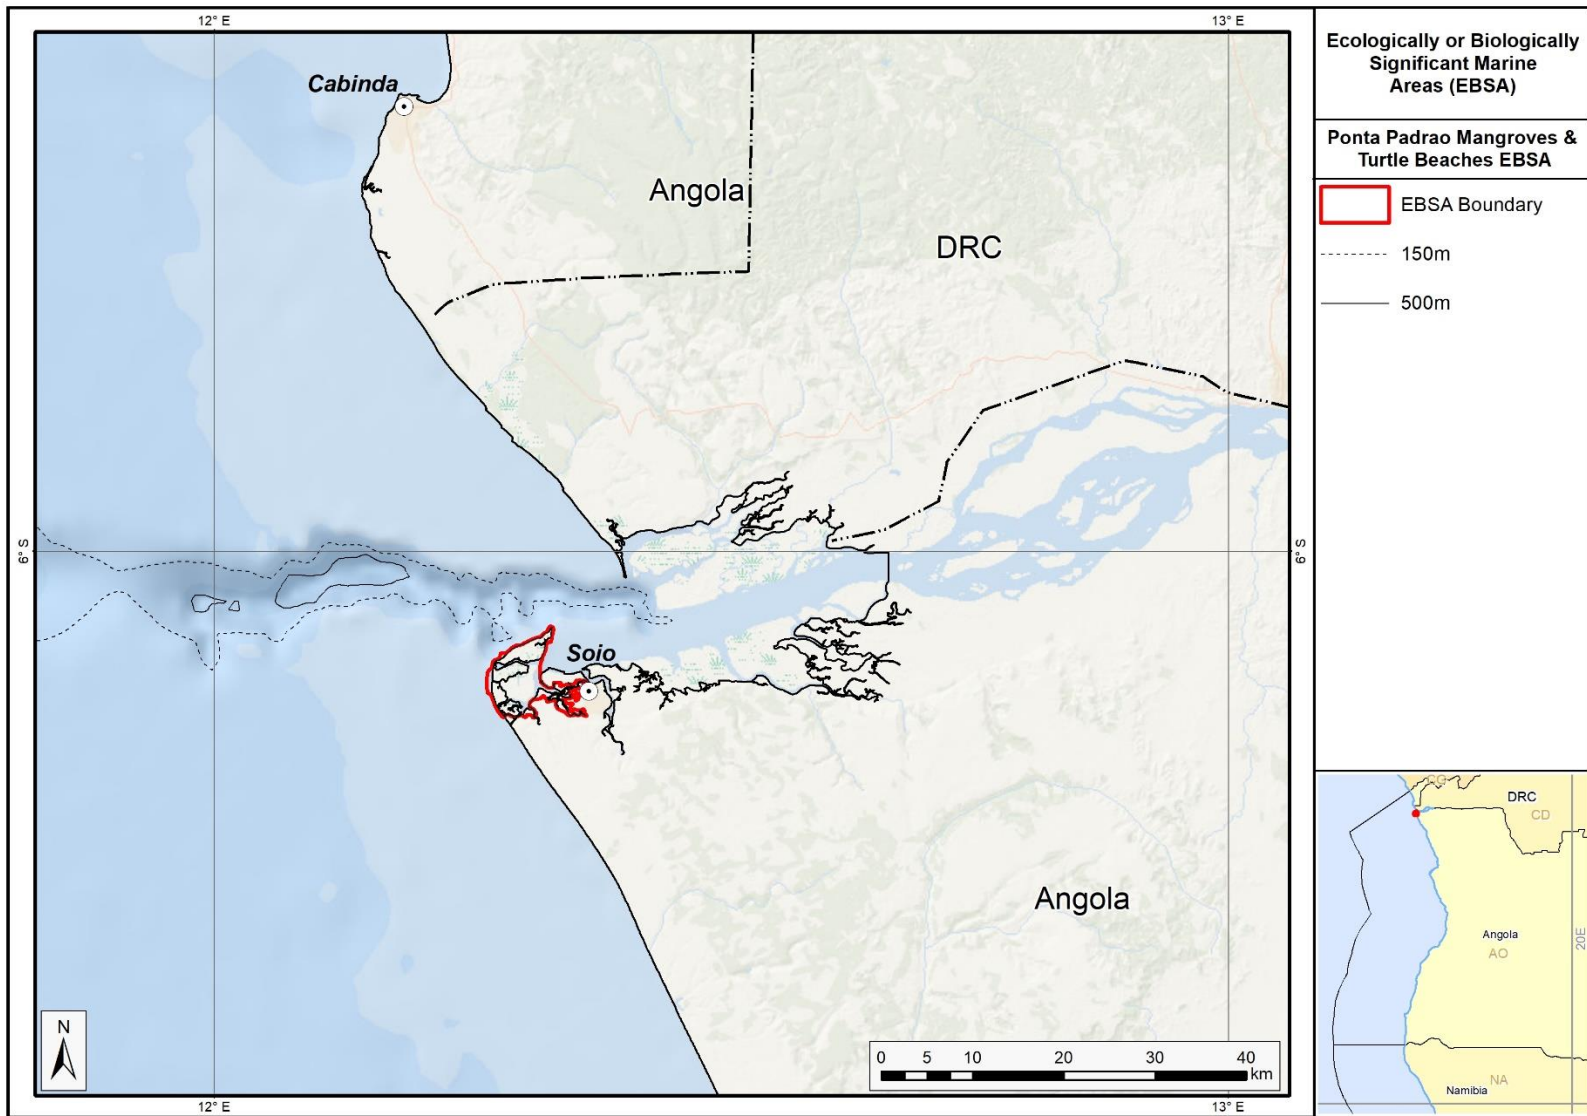 12° E
13° E
Cabinda
Angola
DRC
6° S
6° S
Soio
Angola
N
0 5 10 20 30 40
km
12° E
13° E
Ecologically or Biologically
Significant Marine
Areas (EBSA)
Ponta Padrao Mangroves &
Turtle Beaches EBSA
EBSA Boundary
150m
500m
CG
DRC
CD
Angola
AO
20E
NA
Namibia